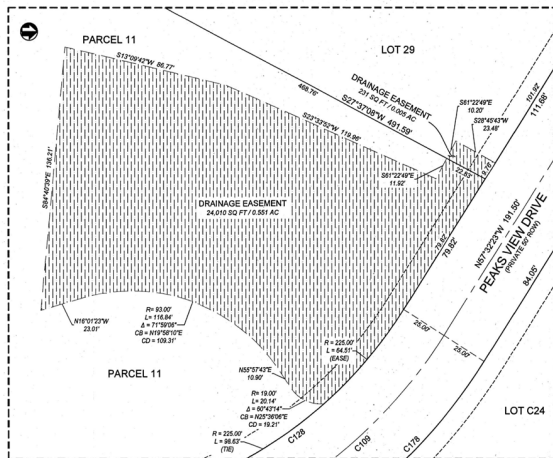 PARCEL 11
LOT 29
S13°09'42"W 86.77'
DRAINAGE EASEMENT
231 SQ FT / 0.005 AC
468.76'
S27°37'08"W 491.59'
S61°22'49"E
10.20'
S28°45'43"W
23.48'
101.92'
111.68'
S23°33'52"W 119.96'
S84°40'39"E 136.21'
S61°22'49"E
11.92'
22.83'
9.76'
DRAINAGE EASEMENT
24,010 SQ FT / 0.551 AC
79.82'
79.82'
N57°32'23"W 191.50'
PEAKS VIEW DRIVE
(PRIVATE 50' ROW)
84.05'
N16°01'23"W
23.01'
R= 93.00'
L= 116.84'
Δ = 71°59'06"
CB = N19°58'10"E
CD = 109.31'
25.00'
25.00'
R = 225.00'
L = 64.51'
(EASE)
PARCEL 11
N55°57'43"E
10.90'
R= 19.00'
L= 20.14'
Δ = 60°43'14"
CB = N25°36'06"E
CD = 19.21'
LOT C24
R = 225.00'
L = 98.63'
(TIE)
C128
C109
C178